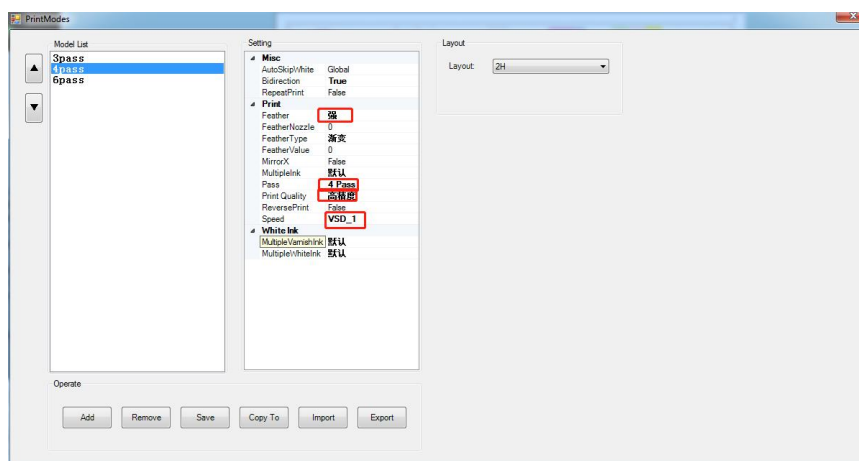 PrintModes
Model List
3pass
4pass
6pass
Setting
Misc
AutoSkipWhite Global
Bidirection True
RepeatPrint False
Print
Feather 强
FeatherNozzle 0
FeatherType 渐变
FeatherValue 0
MirrorX False
MultipleInk 默认
Pass 4 Pass
Print Quality 高精度
ReversePrint False
Speed VSD_1
White Ink
MultipleVarnishInk 默认
MultipleWhiteInk 默认
Layout
Layout: 2H
Operate
Add Remove Save Copy To Import Export